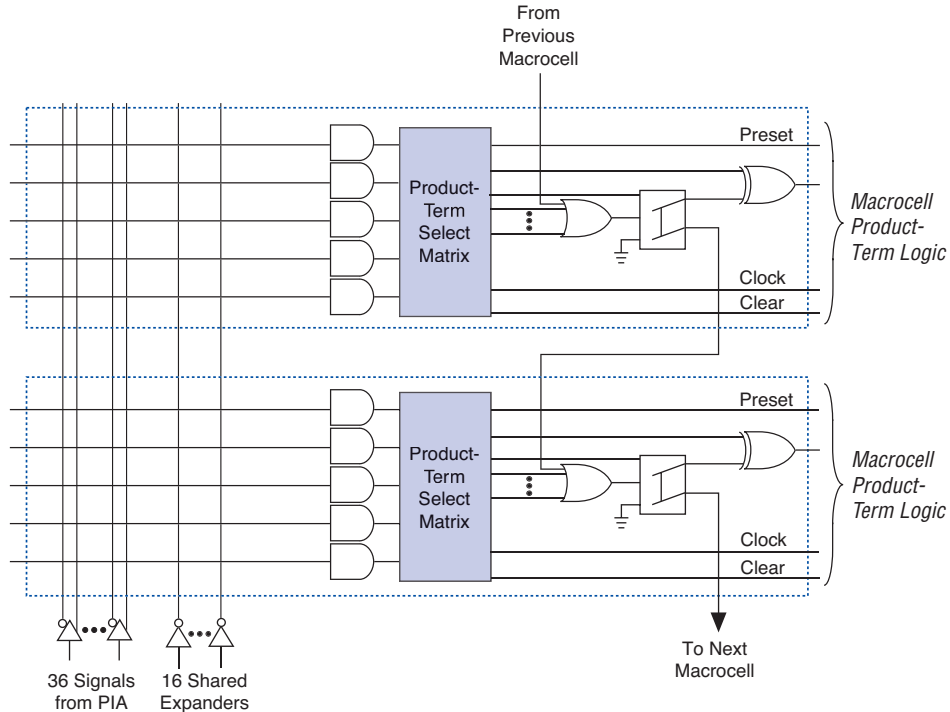 From
Previous
Macrocell
Preset
Product-
Term
Select
Matrix
Macrocell
Product-
Term Logic
Clock
Clear
Preset
Product-
Term
Select
Matrix
Macrocell
Product-
Term Logic
Clock
Clear
36 Signals
from PIA
16 Shared
Expanders
To Next
Macrocell